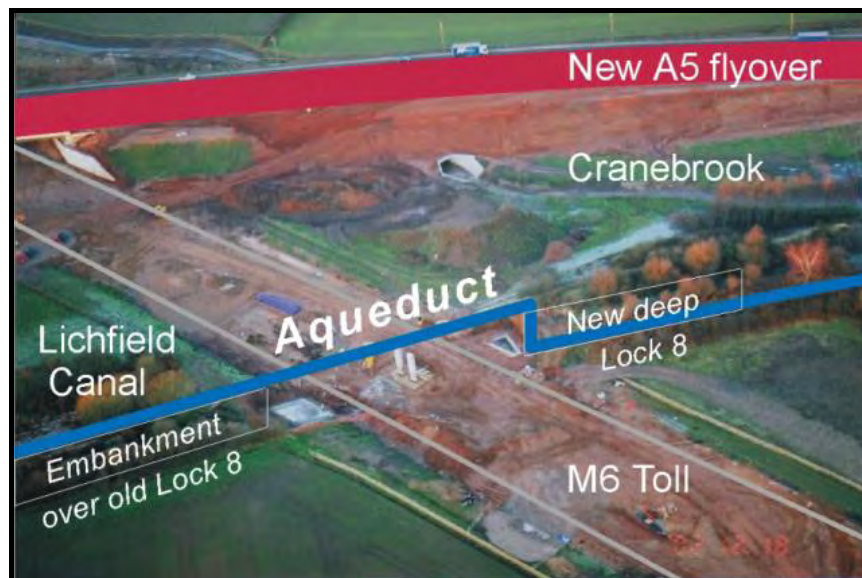 New A5 flyover
Cranebrook
Aqueduct
New deep
Lock 8
Lichfield
Canal
Embankment
over old Lock 8
M6 Toll